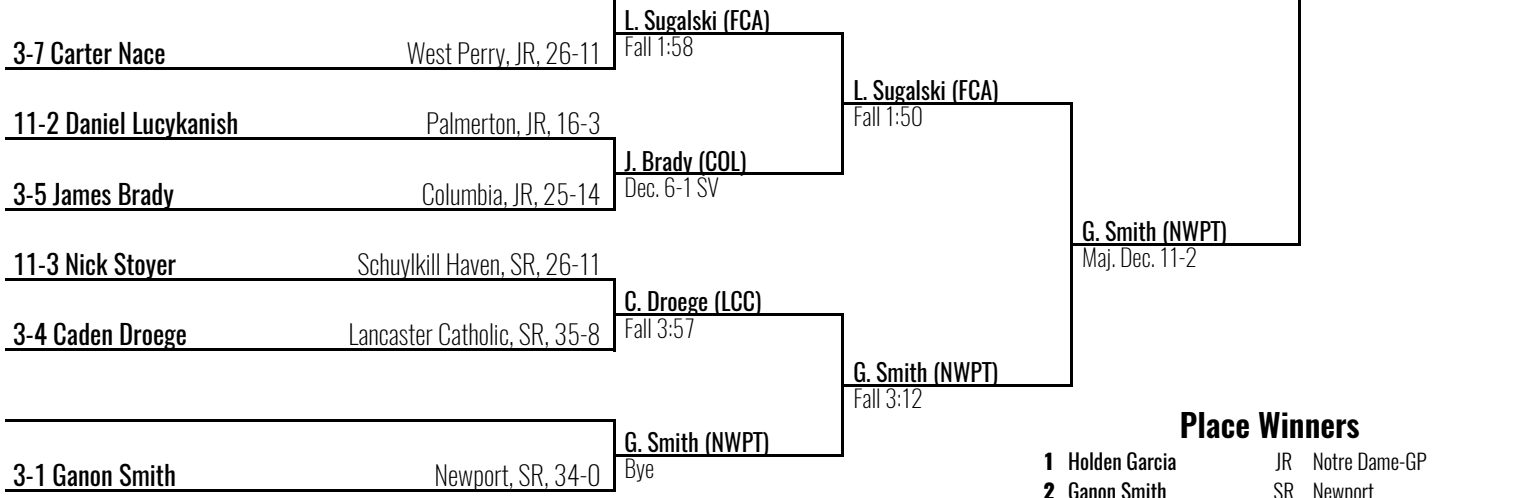 L. Sugalski (FCA)
3-7 Carter Nace West Perry, JR, 26-11 Fall 1:58
L. Sugalski (FCA)
11-2 Daniel Lucykanish Palmerton, JR, 16-3 Fall 1:50
J. Brady (COL)
3-5 James Brady Columbia, JR, 25-14 Dec. 6-1 SV
G. Smith (NWPT)
11-3 Nick Stoyer Schuylkill Haven, SR, 26-11 Maj. Dec. 11-2
C. Droege (LCC)
3-4 Caden Droege Lancaster Catholic, SR, 35-8 Fall 3:57
G. Smith (NWPT)
Fall 3:12
Place Winners
G. Smith (NWPT)
3-1 Ganon Smith Newport, SR, 34-0 Bye
1 Holden Garcia JR Notre Dame-GP
2 Ganon Smith SR Newport